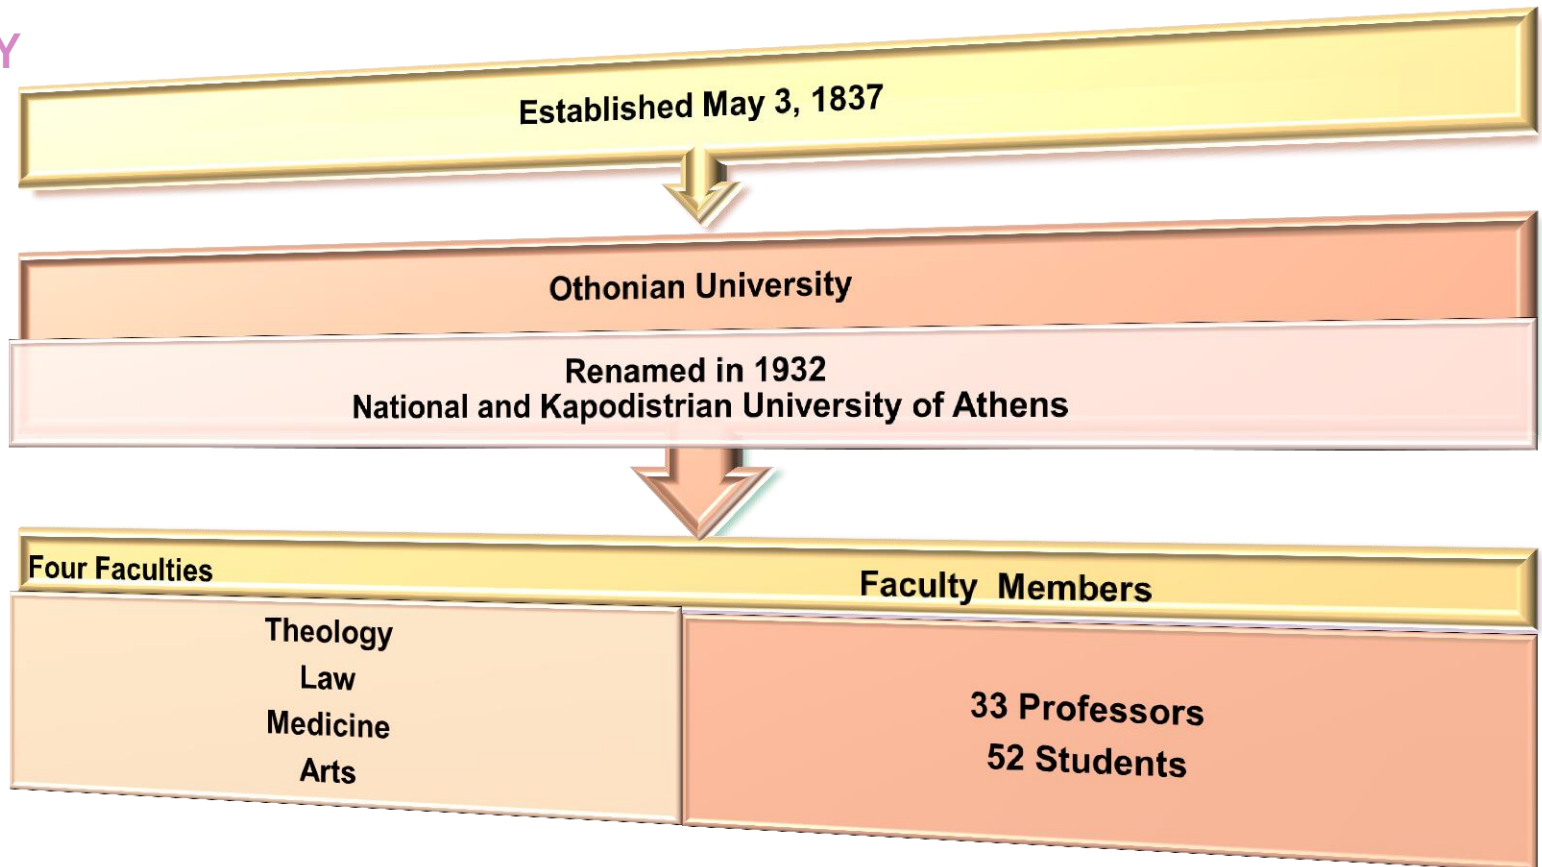 Y
Established May 3, 1837
Othonian University
Renamed in 1932
National and Kapodistrian University of Athens
Four Faculties
Faculty Members
Theology
Law
Medicine
Arts
33 Professors
52 Students